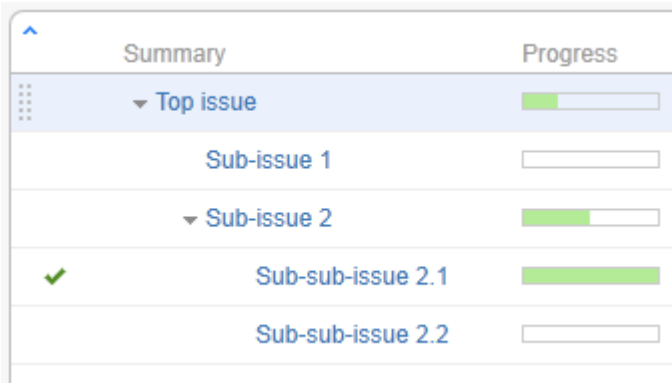 Summary Progress
Top issue
Sub-issue 1
Sub-issue 2
Sub-sub-issue 2.1
Sub-sub-issue 2.2